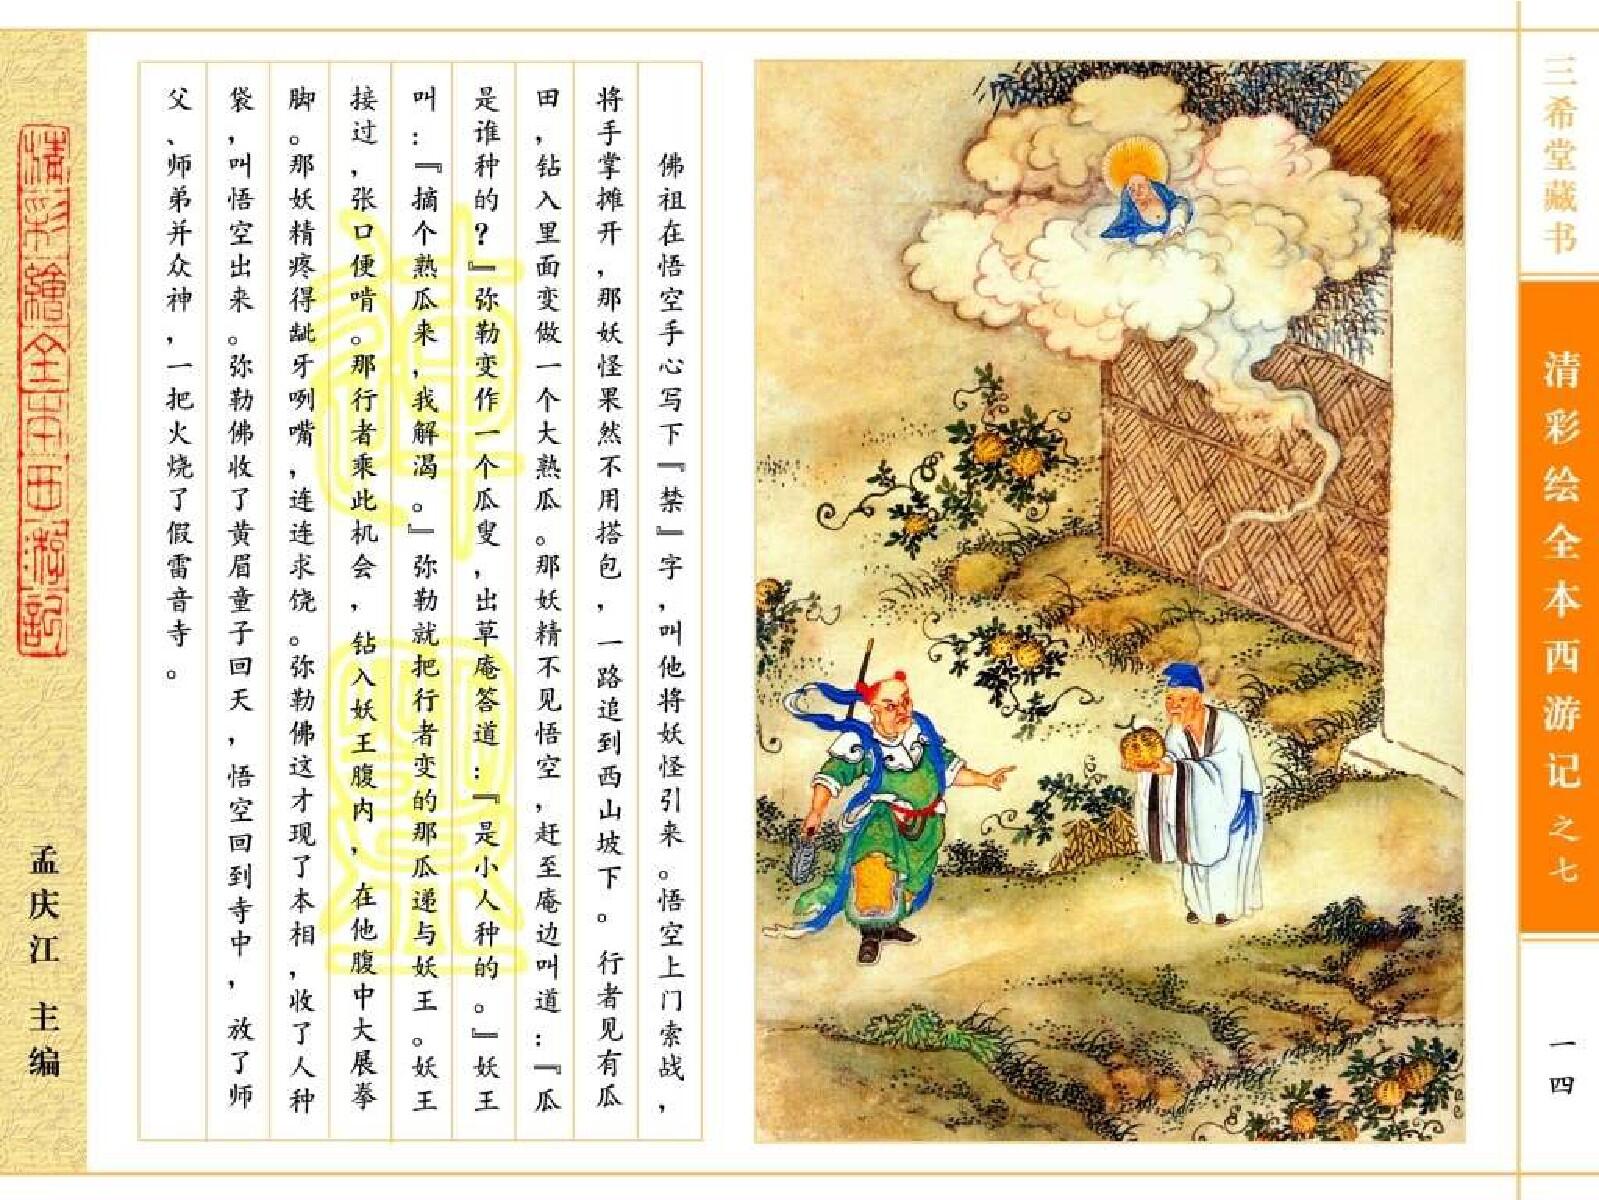 三希堂藏书
清彩绘全本西游记之七
一四
佛祖在悟空手心写下『禁』字，叫他将妖怪引来。悟空上门索战，
将手掌摊开，那妖怪果然不用搭包，一路追到西山坡下。行者见有瓜
田，钻入里面变做一个大熟瓜。那妖精不见悟空，赶至庵边叫道：『瓜
是谁种的？』弥勒变作一个瓜叟，出草庵答道：『是小人种的。』妖王
叫：『摘个熟瓜来，我解渴。』弥勒就把行者变的那瓜递与妖王。妖王
接过，张口便啃。那行者乘此机会，钻入妖王腹内，在他腹中大展拳
脚。那妖精疼得龇牙咧嘴，连连求饶。弥勒佛这才现了本相，收了人种
袋，叫悟空出来。弥勒佛收了黄眉童子回天，悟空回到寺中，放了师
父、师弟并众神，一把火烧了假雷音寺。
清彩繪全本西游記
孟庆江 主编